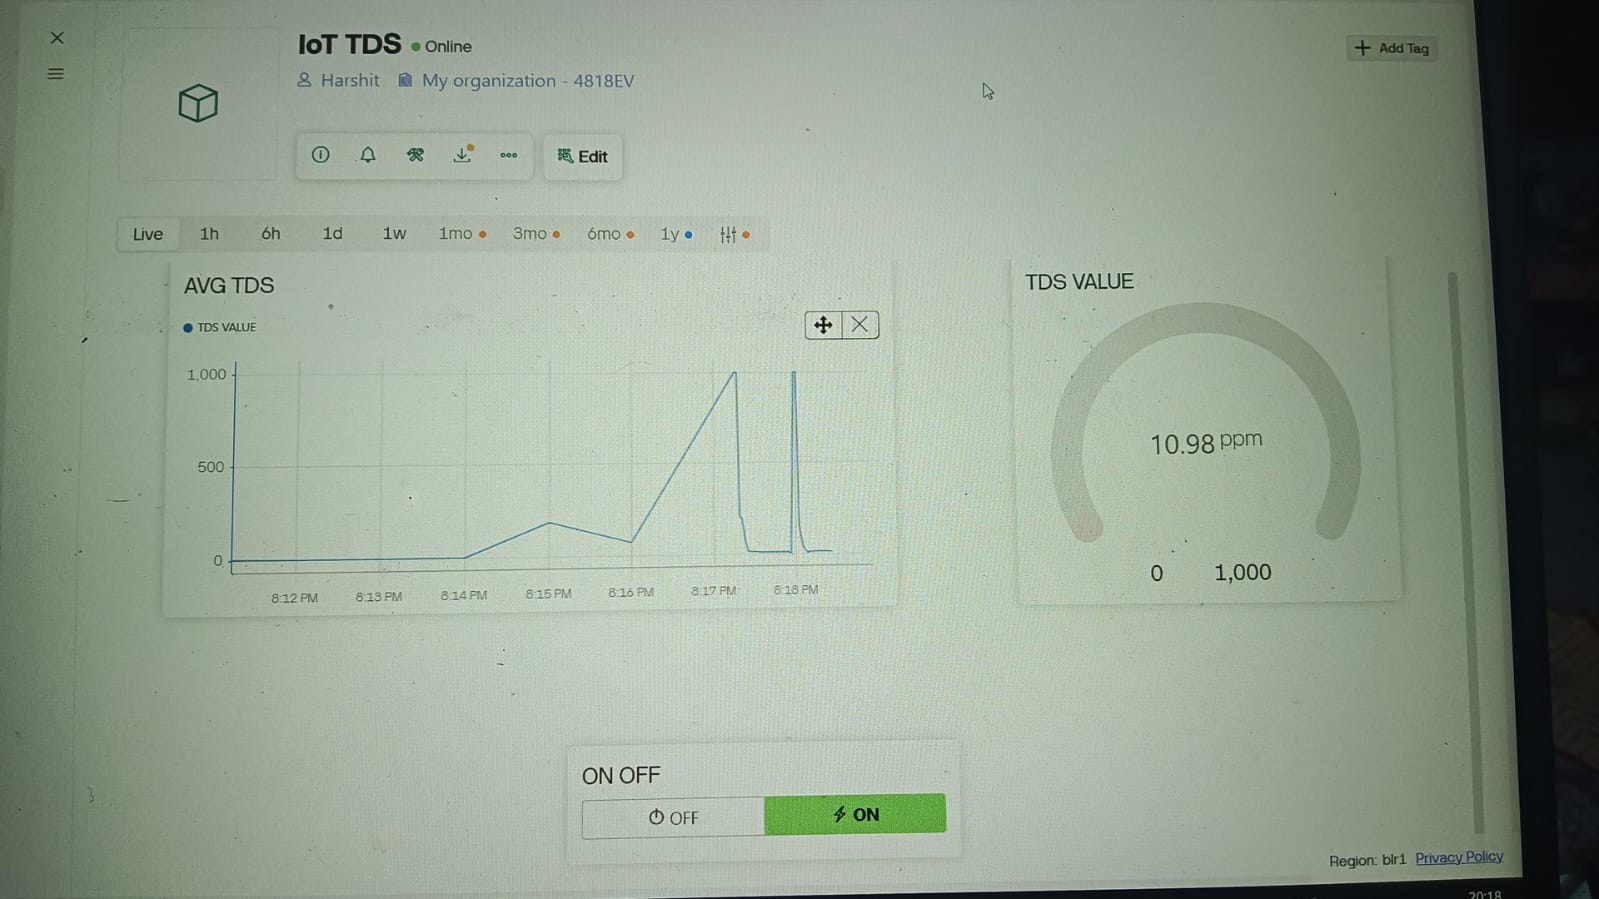 IoT TDS Online
Add Tag
Harshit My organization - 4818EV
Edit
Live 1h 6h 1d 1w 1mo 3mo 6mo 1y
AVG TDS
TDS VALUE
1,000
500
0
8:12 PM 8:13 PM 8:14 PM 8:15 PM 8:16 PM 8:17 PM 8:18 PM
TDS VALUE
10.98 ppm
0 1,000
ON OFF
OFF ON
Region: blr1 Privacy Policy
20:18